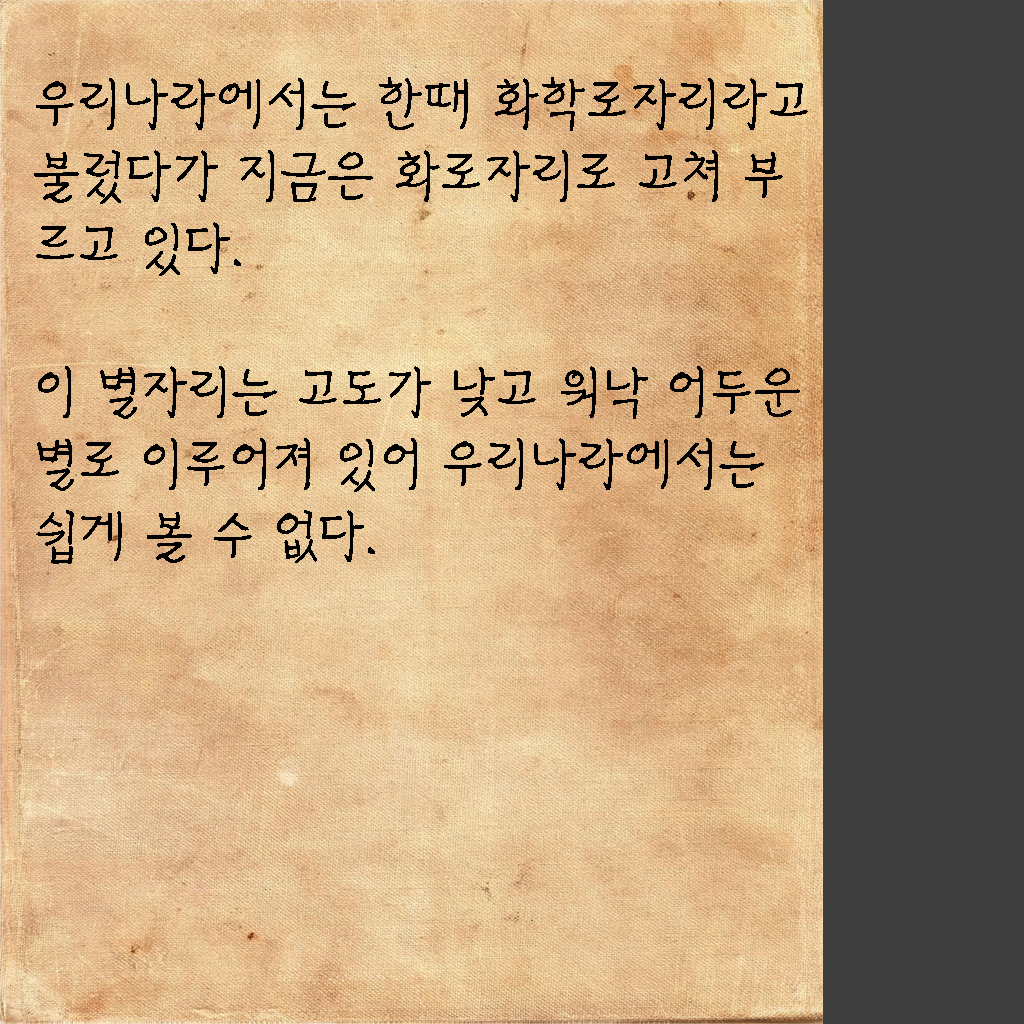 우리나라에서는 한때 화학로자리라고
불렀다가 지금은 화로자리로 고쳐 부
르고 있다.
이 별자리는 고도가 낮고 워낙 어두운
별로 이루어져 있어 우리나라에서는
쉽게 볼 수 없다.